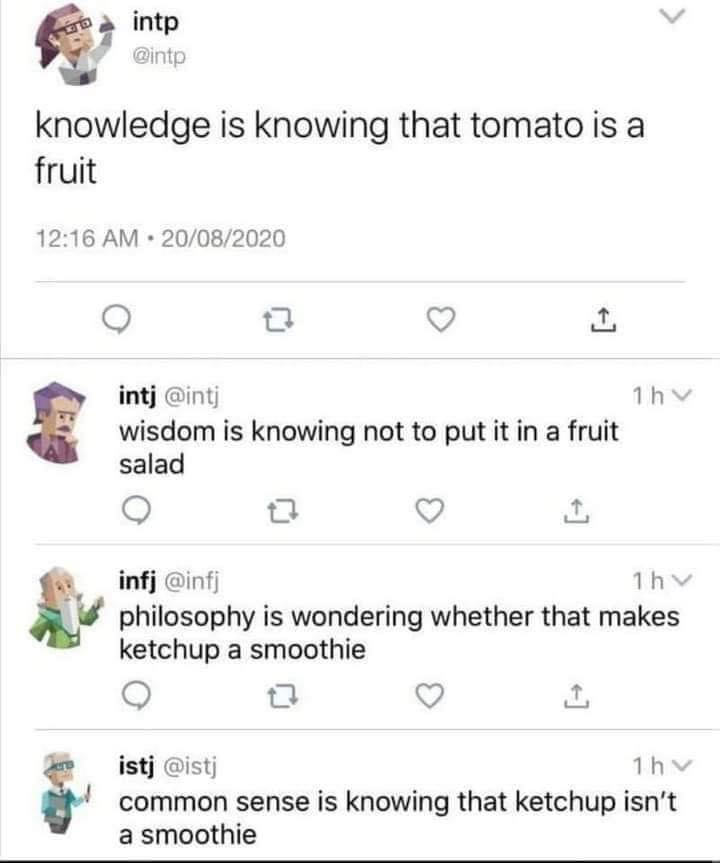 intp
@intp
knowledge is knowing that tomato is a
fruit
12:16 AM • 20/08/2020
intj @intj 1 h
wisdom is knowing not to put it in a fruit
salad
infj @infj 1 h
philosophy is wondering whether that makes
ketchup a smoothie
istj @istj 1 h
common sense is knowing that ketchup isn't
a smoothie